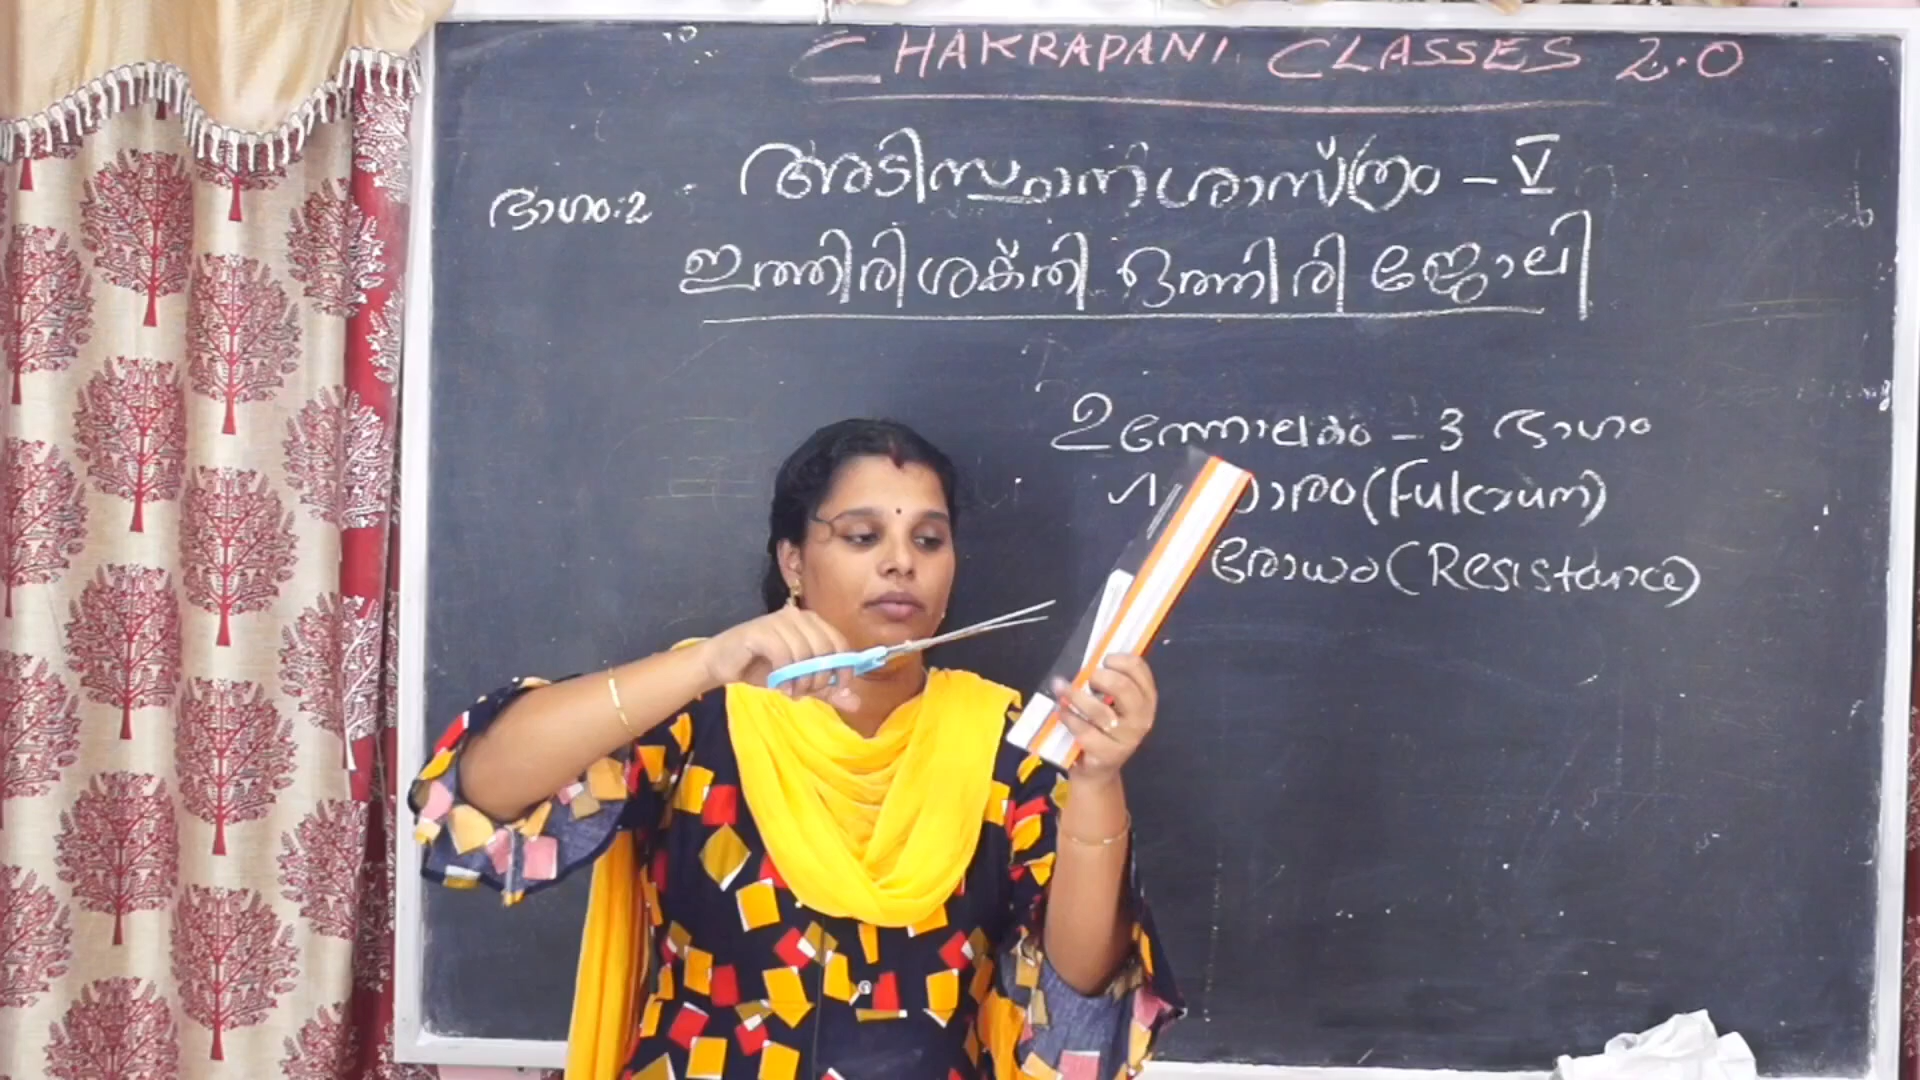 CHAKRAPANI CLASSES 2.0
അടിസ്ഥാനശാസ്ത്രം - V
ഭാഗം:2
ഇത്തിരി ശക്തി ഒത്തിരി ജോലി
ഉത്തോലകം - 3 ഭാഗം
(Fulcrum)
രോധം (Resistance)